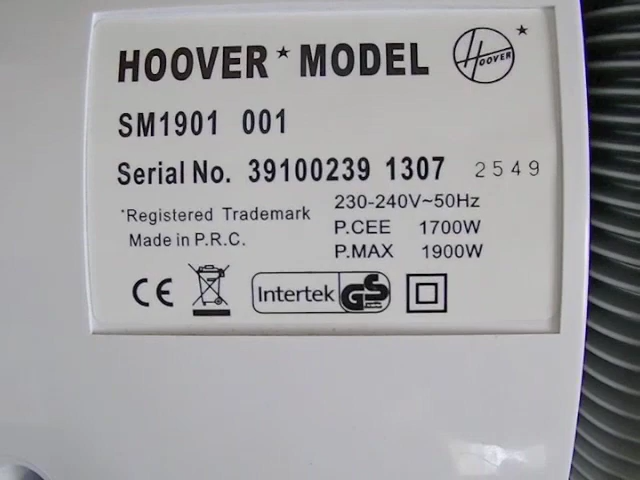 HOOVER * MODEL
HOOVER *
SM1901 001
Serial No. 39100239 1307 2549
*Registered Trademark
Made in P.R.C.
230-240V~50Hz
P.CEE 1700W
P.MAX 1900W
CE Intertek GS